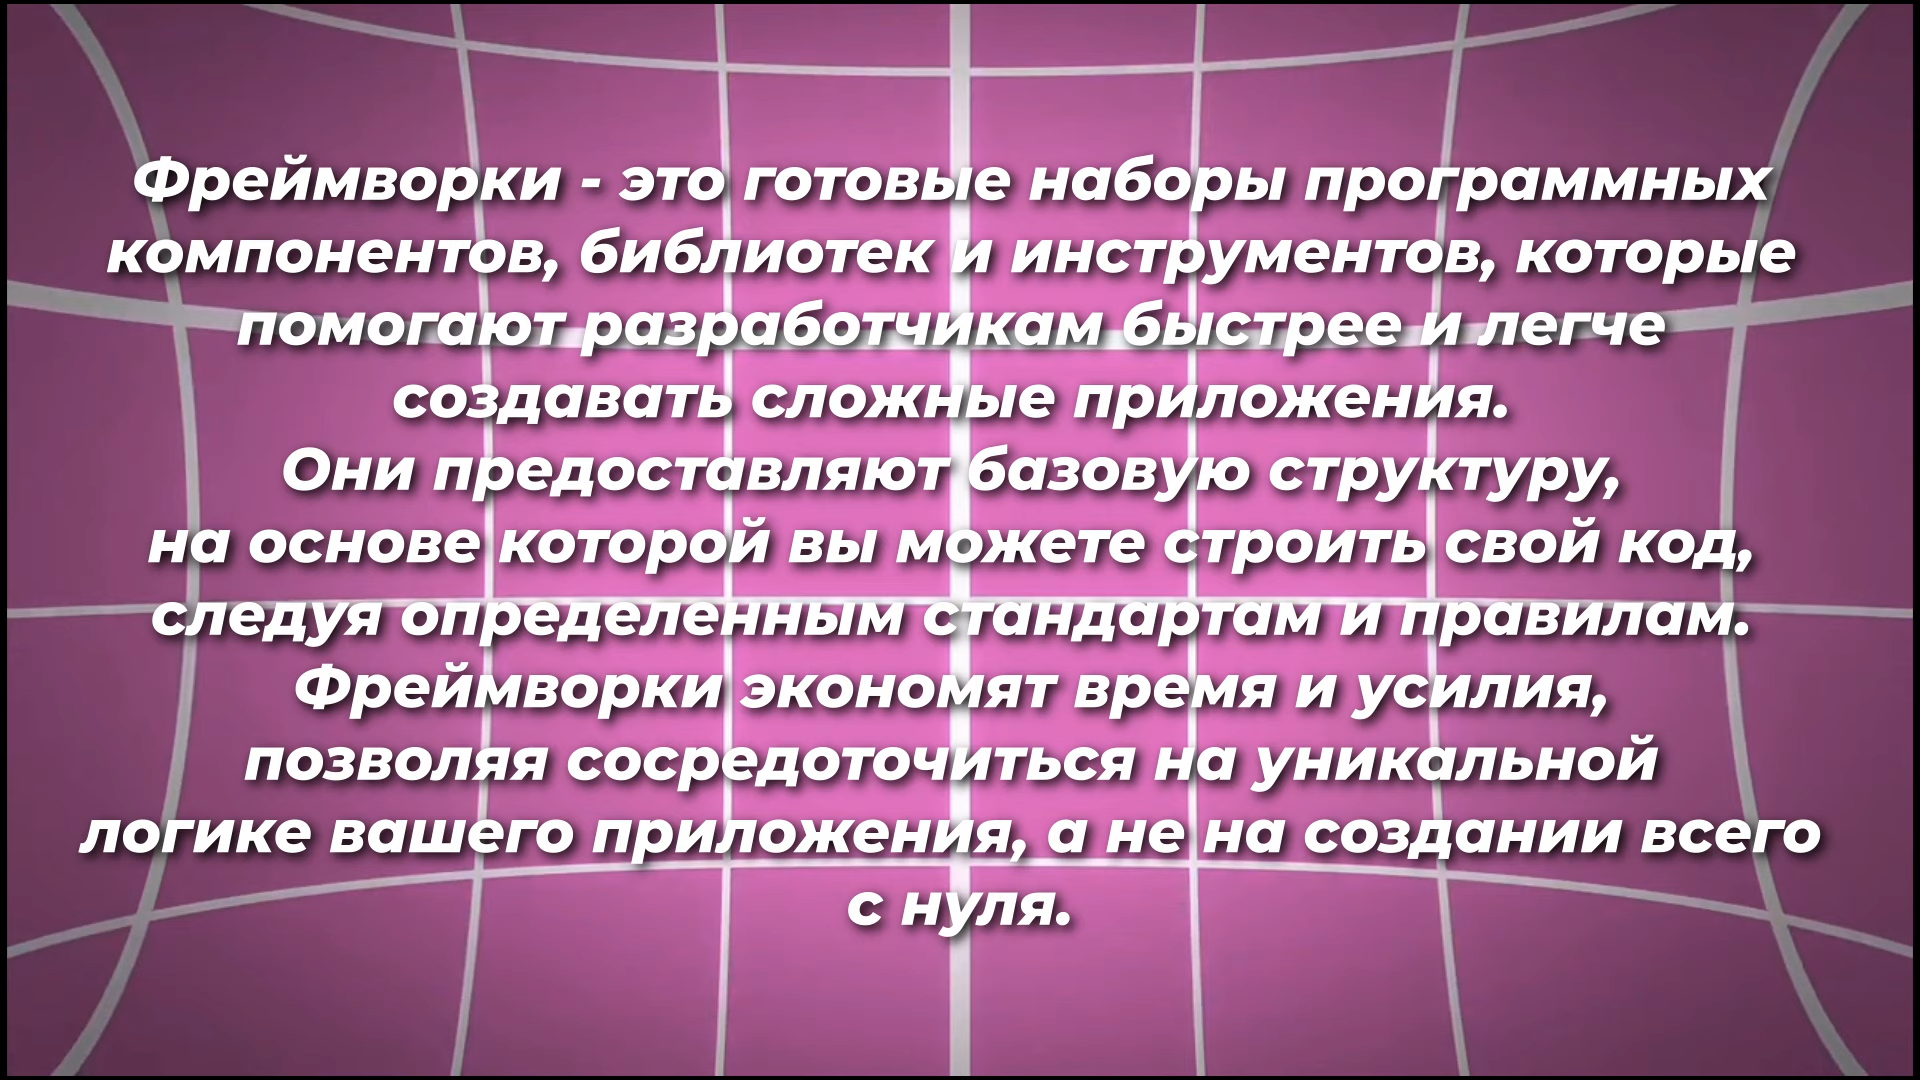 Фреймворки - это готовые наборы программных
компонентов, библиотек и инструментов, которые
помогают разработчикам быстрее и легче
создавать сложные приложения.
Они предоставляют базовую структуру,
на основе которой вы можете строить свой код,
следуя определенным стандартам и правилам.
Фреймворки экономят время и усилия,
позволяя сосредоточиться на уникальной
логике вашего приложения, а не на создании всего
с нуля.